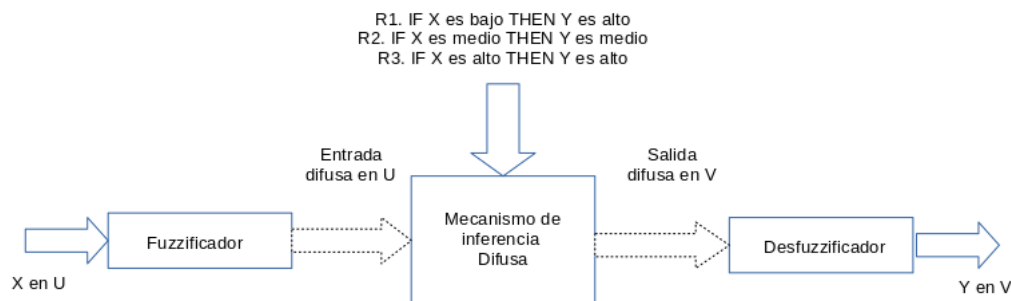 R1. IF X es bajo THEN Y es alto
R2. IF X es medio THEN Y es medio
R3. IF X es alto THEN Y es alto
Entrada
difusa en U
Salida
difusa en V
Fuzzificador
Mecanismo de
inferencia
Difusa
Desfuzzificador
X en U
Y en V